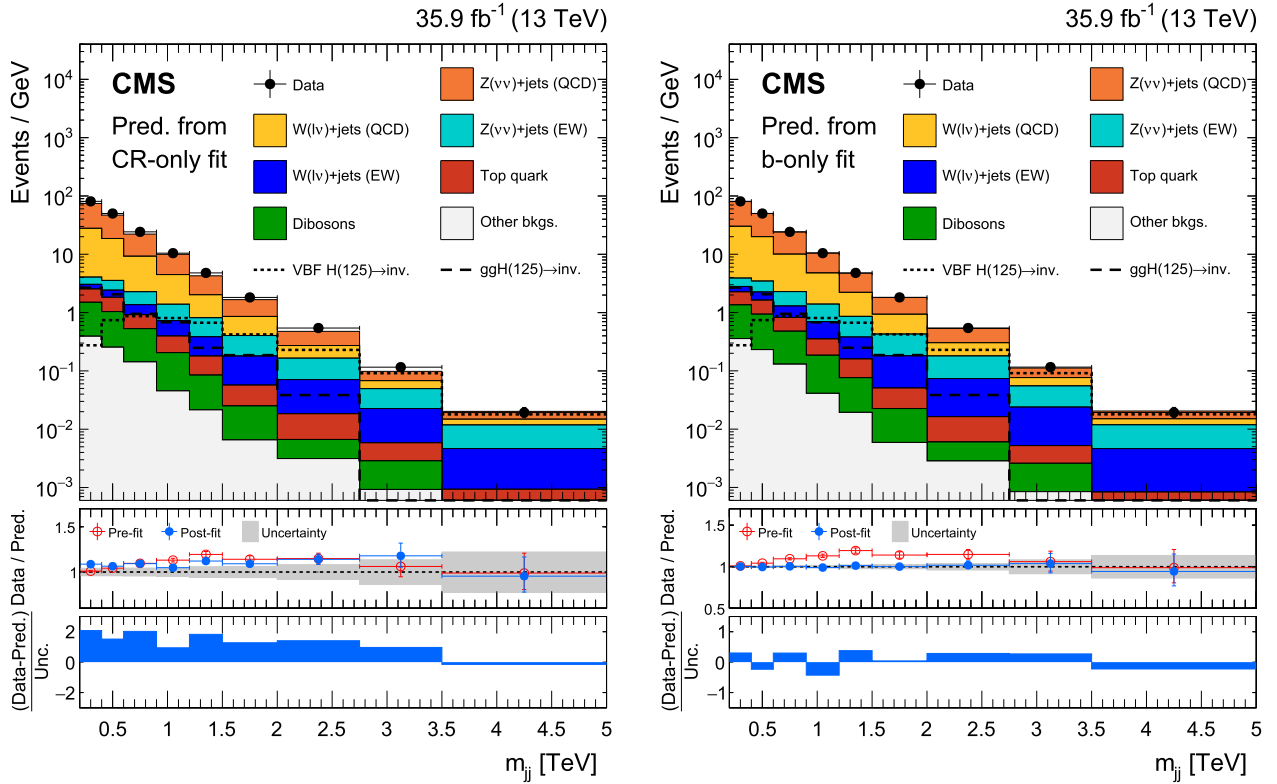 35.9 fb⁻¹ (13 TeV)
Events / GeV
10⁴
10³
10²
10
1
10⁻¹
10⁻²
10⁻³
CMS
Pred. from
CR-only fit
Data
Z(νν)+jets (QCD)
W(lν)+jets (QCD)
Z(νν)+jets (EW)
W(lν)+jets (EW)
Top quark
Dibosons
Other bkgs.
VBF H(125)→inv.
ggH(125)→inv.
Data / Pred.
1.5
1
Pre-fit
Post-fit
Uncertainty
(Data-Pred.)
Unc.
2
0
−2
0.5 1 1.5 2 2.5 3 3.5 4 4.5 5
m_jj [TeV]
35.9 fb⁻¹ (13 TeV)
Events / GeV
10⁴
10³
10²
10
1
10⁻¹
10⁻²
10⁻³
CMS
Pred. from
b-only fit
Data
Z(νν)+jets (QCD)
W(lν)+jets (QCD)
Z(νν)+jets (EW)
W(lν)+jets (EW)
Top quark
Dibosons
Other bkgs.
VBF H(125)→inv.
ggH(125)→inv.
Data / Pred.
1.5
1
0.5
Pre-fit
Post-fit
Uncertainty
(Data-Pred.)
Unc.
1
0
−1
0.5 1 1.5 2 2.5 3 3.5 4 4.5 5
m_jj [TeV]